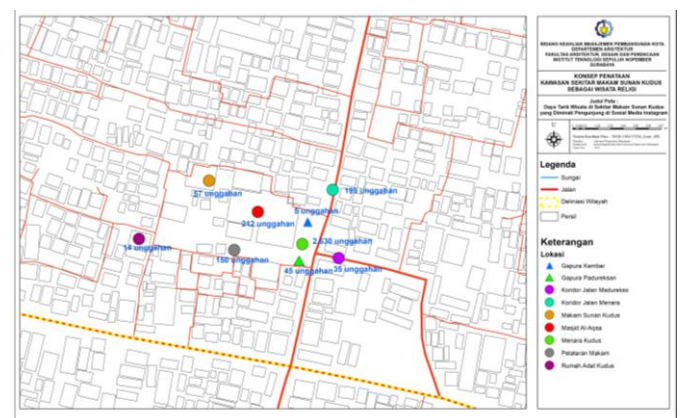 57 unggahan
199 unggahan
5 unggahan
212 unggahan
2.630 unggahan
14 unggahan
150 unggahan
45 unggahan
35 unggahan
BIDANG KEAHLIAN MANAJEMEN PEMBANGUNAN KOTA
DEPARTEMEN ARSITEKTUR
FAKULTAS ARSITEKTUR, DESAIN DAN PERENCANAAN
INSTITUT TEKNOLOGI SEPULUH NOPEMBER
SURABAYA
KONSEP PENATAAN
KAWASAN SEKITAR MAKAM SUNAN KUDUS
SEBAGAI WISATA RELIGI
Judul Peta :
Daya Tarik Wisata di Sekitar Makam Sunan Kudus
yang Diminati Pengunjung di Sosial Media Instagram
Legenda
Sungai
Jalan
Deliniasi Wilayah
Persil
Keterangan
Lokasi
Gapura Kembar
Gapura Padureksan
Koridor Jalan Madureksо
Koridor Jalan Menara
Makam Sunan Kudus
Masjid Al-Aqsa
Menara Kudus
Pelataran Makam
Rumah Adat Kudus